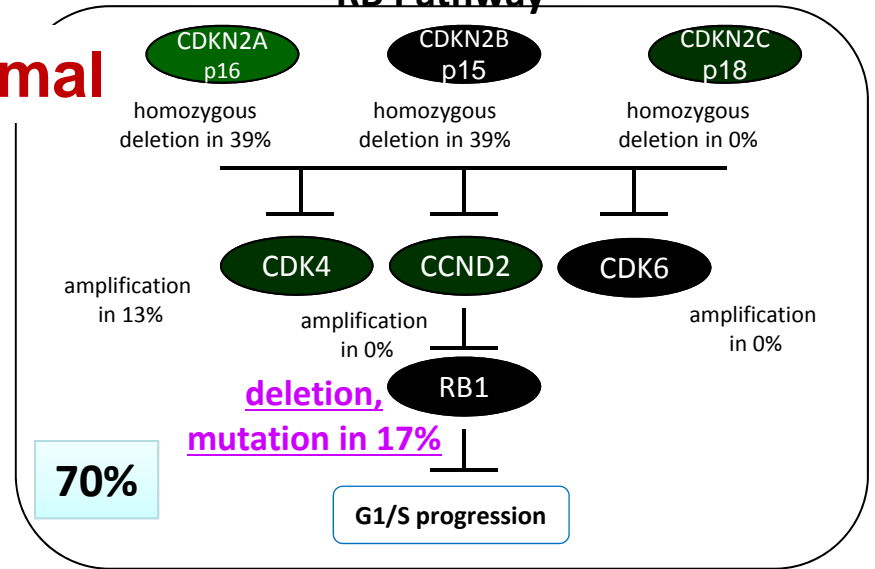 RB Pathway
mal
CDKN2A
p16
CDKN2B
p15
CDKN2C
p18
homozygous
deletion in 39%
homozygous
deletion in 39%
homozygous
deletion in 0%
CDK4
CCND2
CDK6
amplification
in 13%
amplification
in 0%
amplification
in 0%
RB1
deletion,
mutation in 17%
70%
G1/S progression